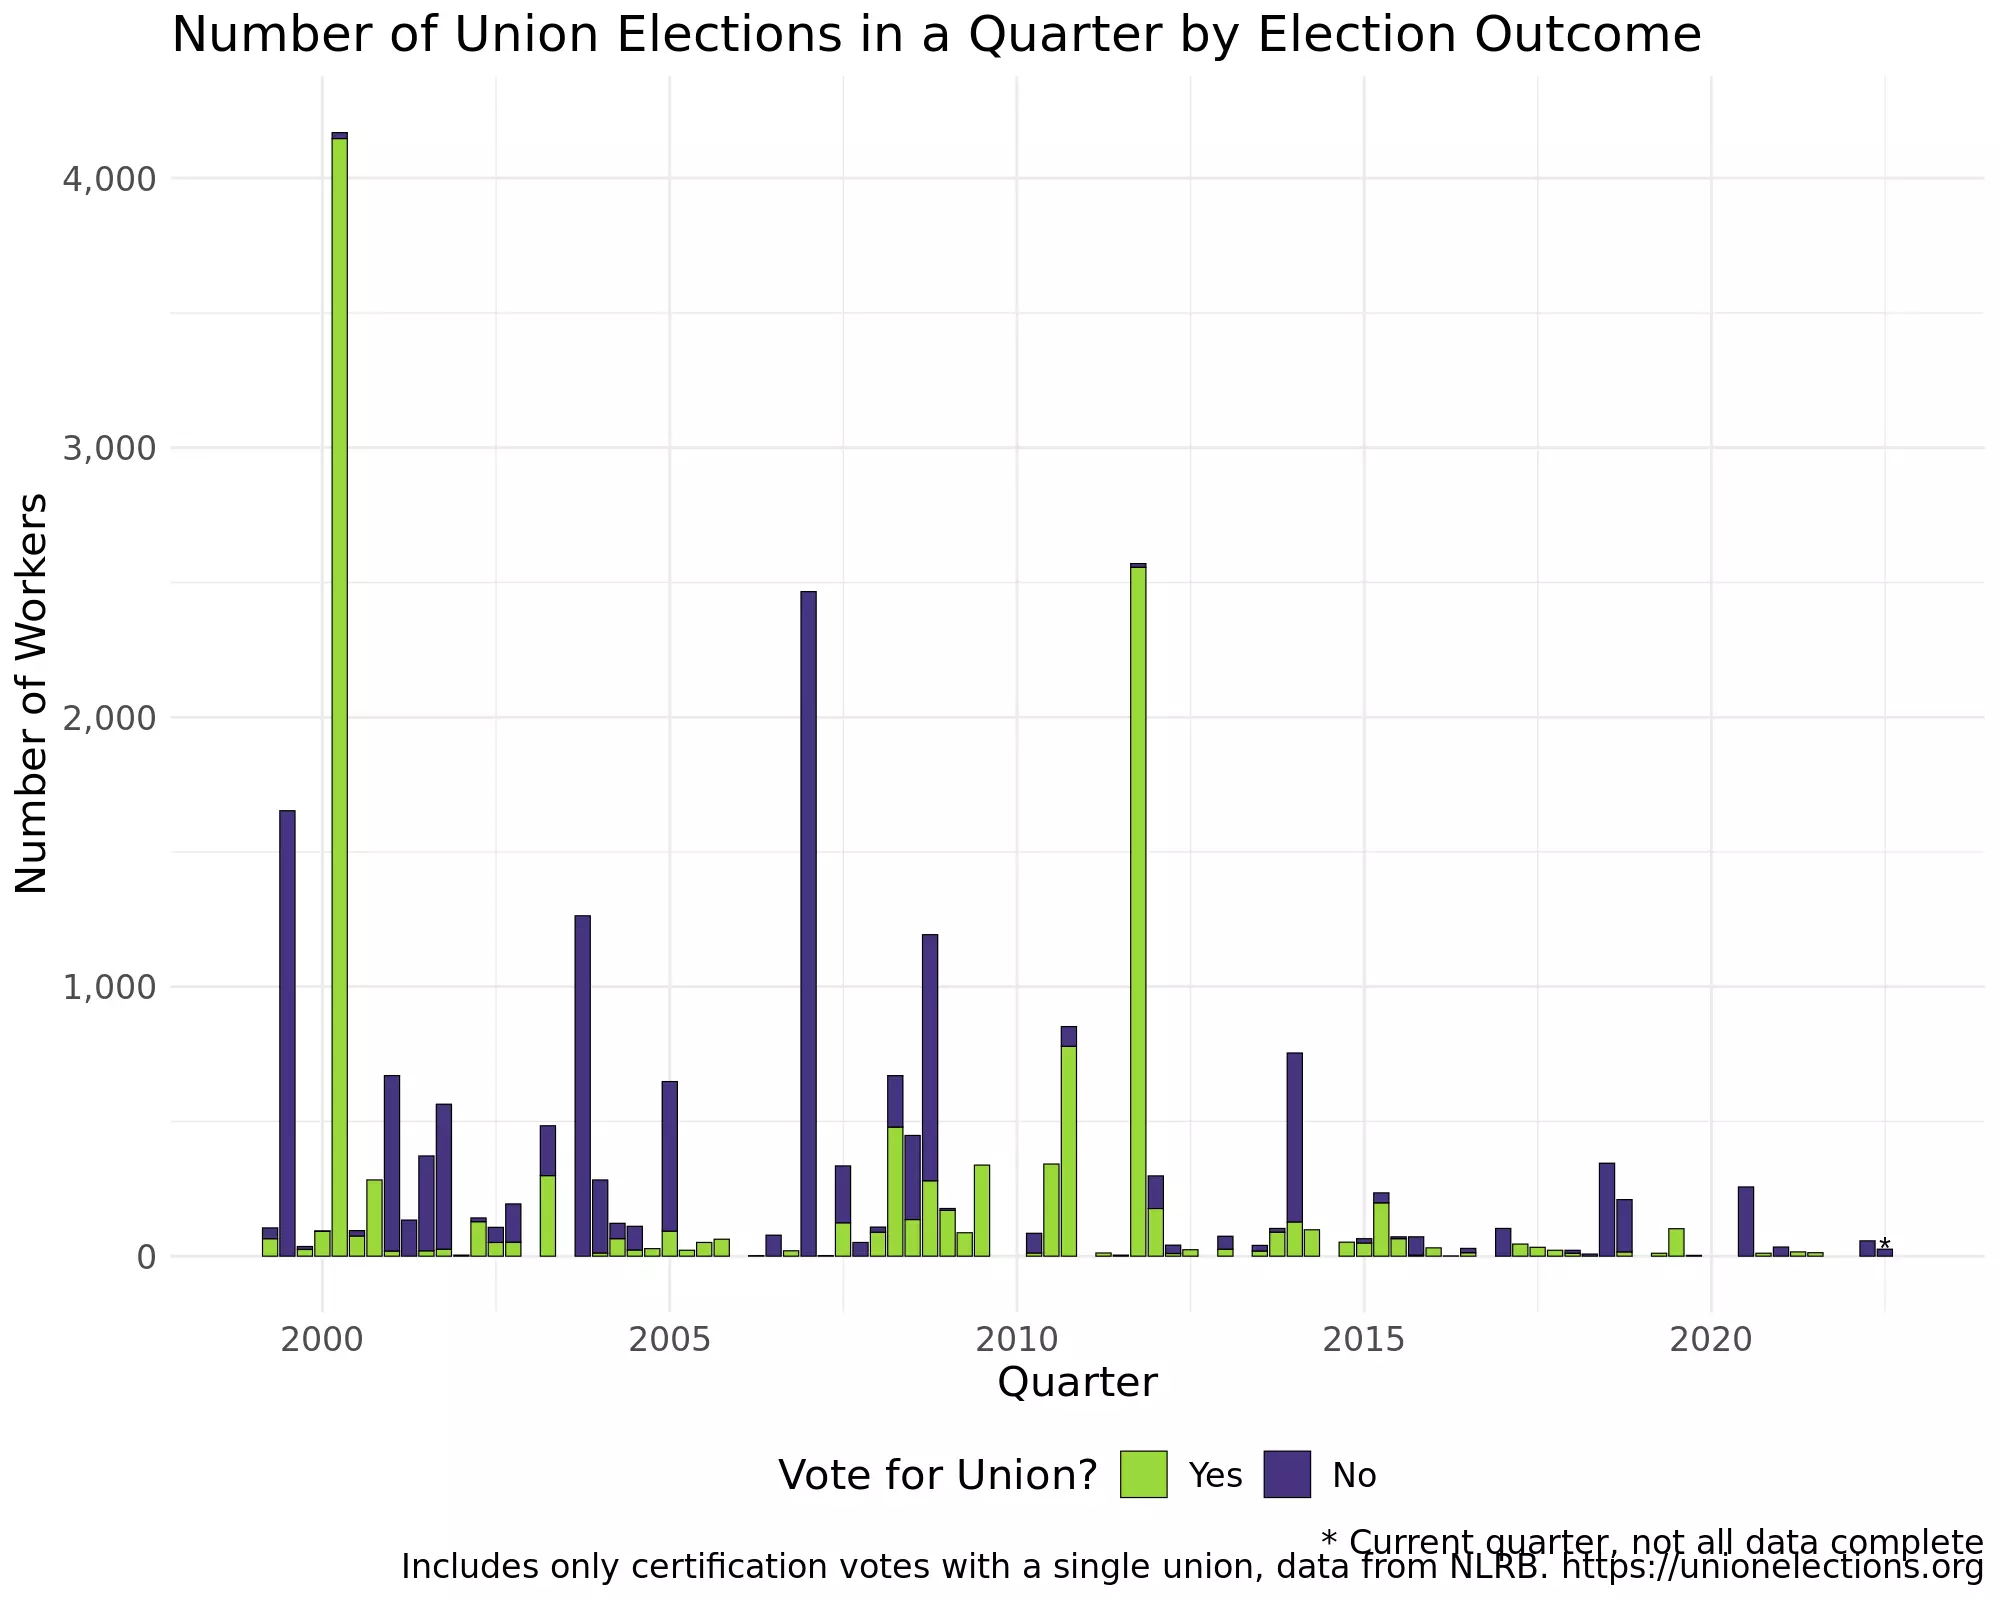 Number of Union Elections in a Quarter by Election Outcome
Number of Workers
4,000
3,000
2,000
1,000
0
*
2000 2005 2010 2015 2020
Quarter
Vote for Union? Yes No
* Current quarter, not all data complete
Includes only certification votes with a single union, data from NLRB. https://unionelections.org